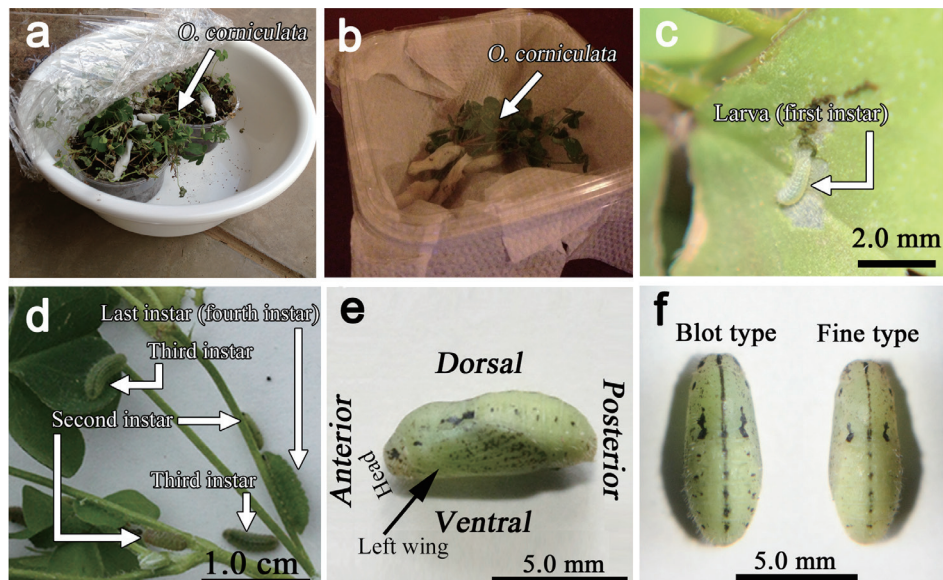 a
O. corniculata
b
O. corniculata
c
Larva (first instar)
2.0 mm
d
Last instar (fourth instar)
Third instar
Second instar
Third instar
1.0 cm
e
Dorsal
Anterior
Head
Posterior
Ventral
Left wing
5.0 mm
f
Blot type
Fine type
5.0 mm